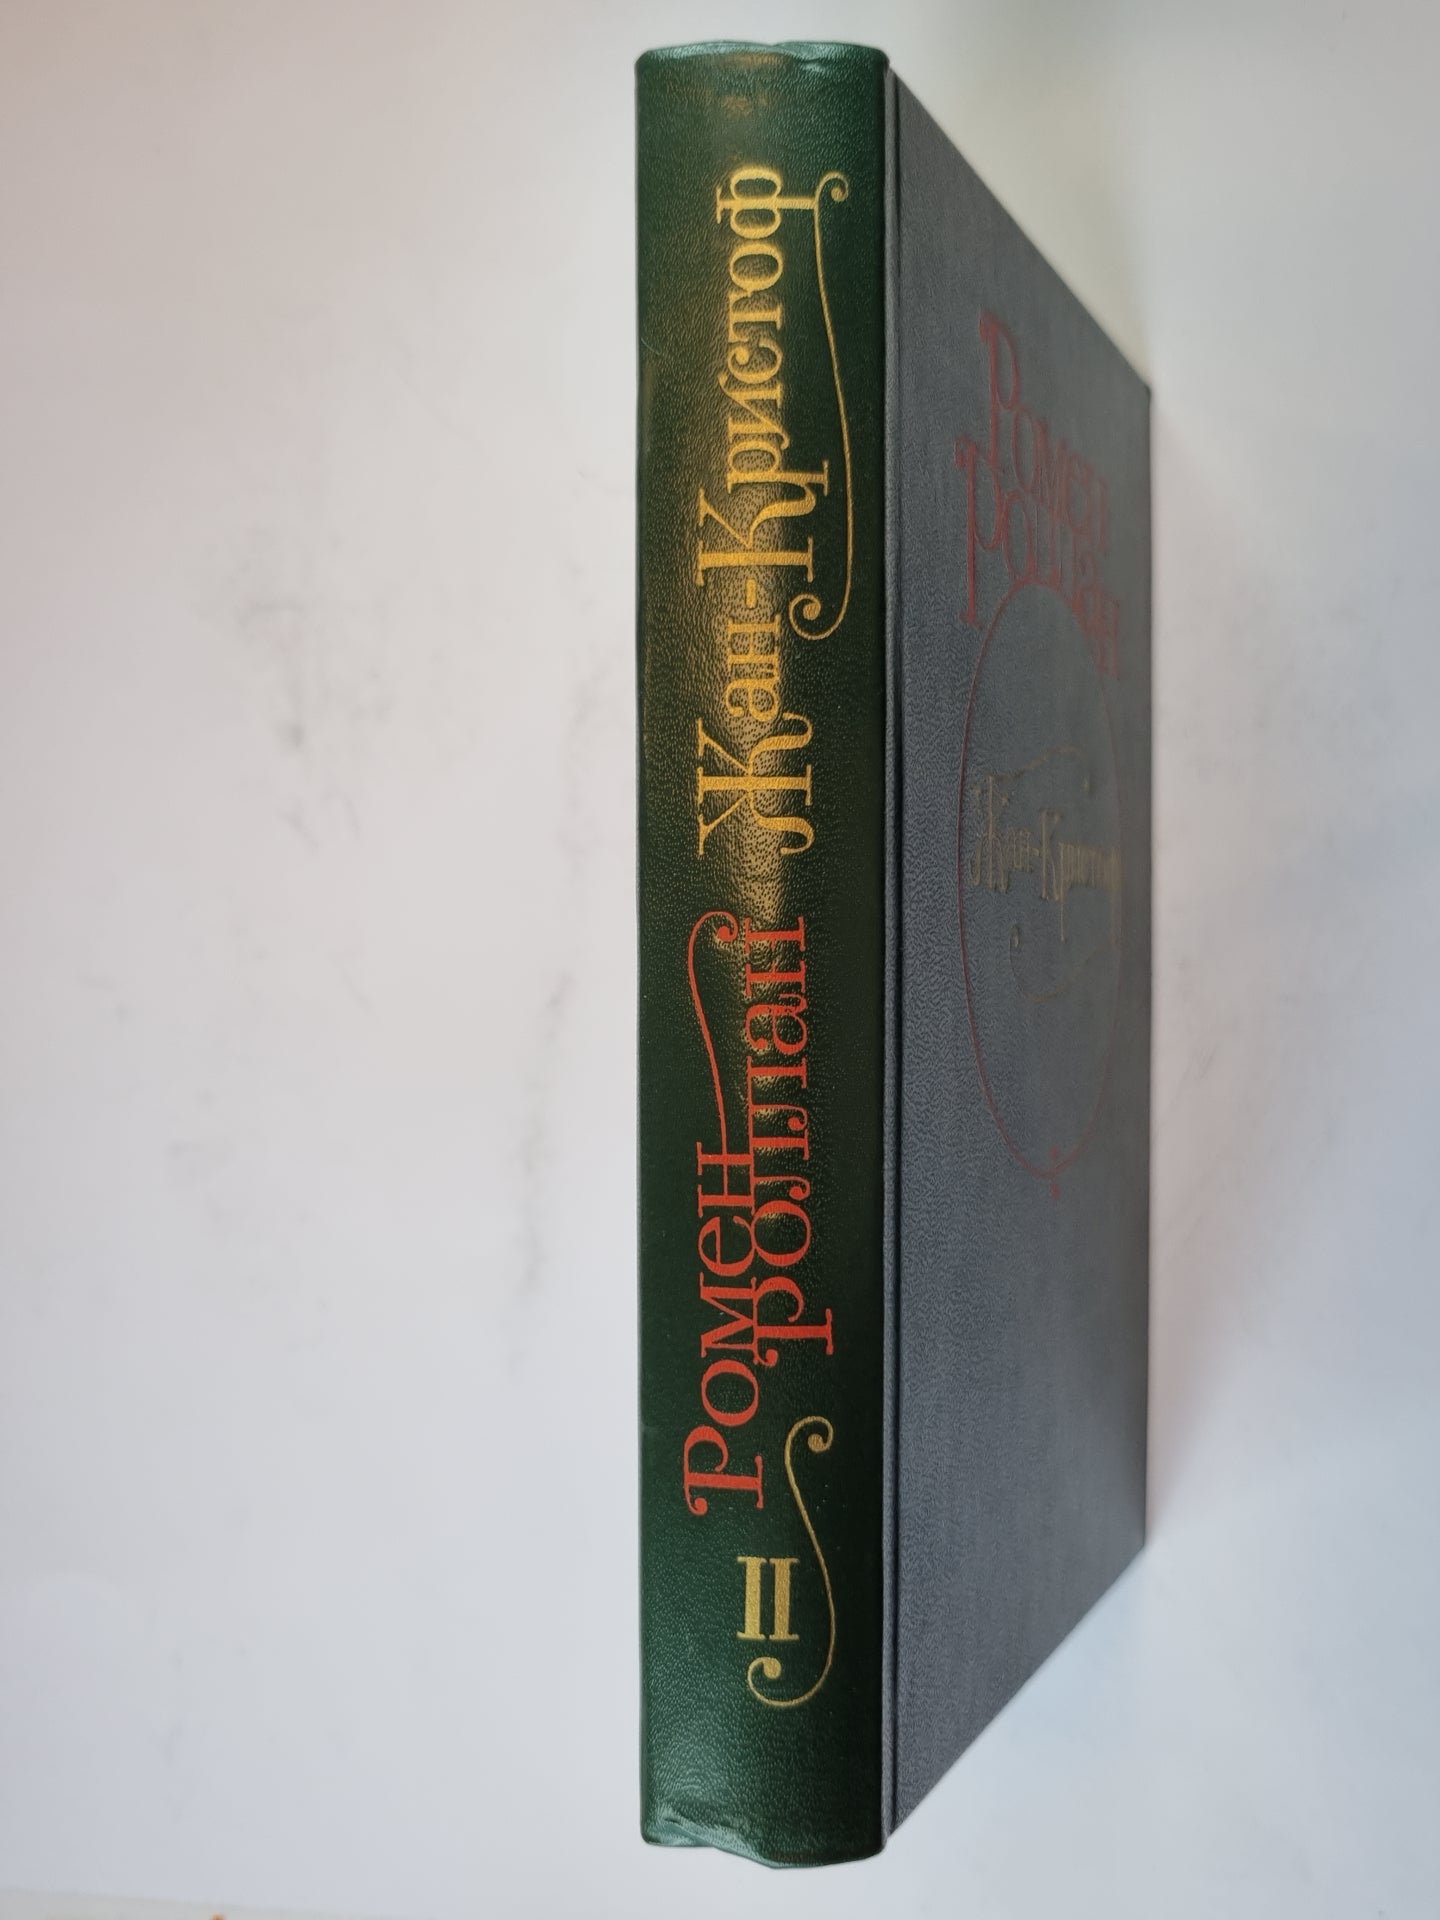 II
Ромен
Роллан
Жан-Кристоф
Ромен
Роллан
Жан-Кристоф